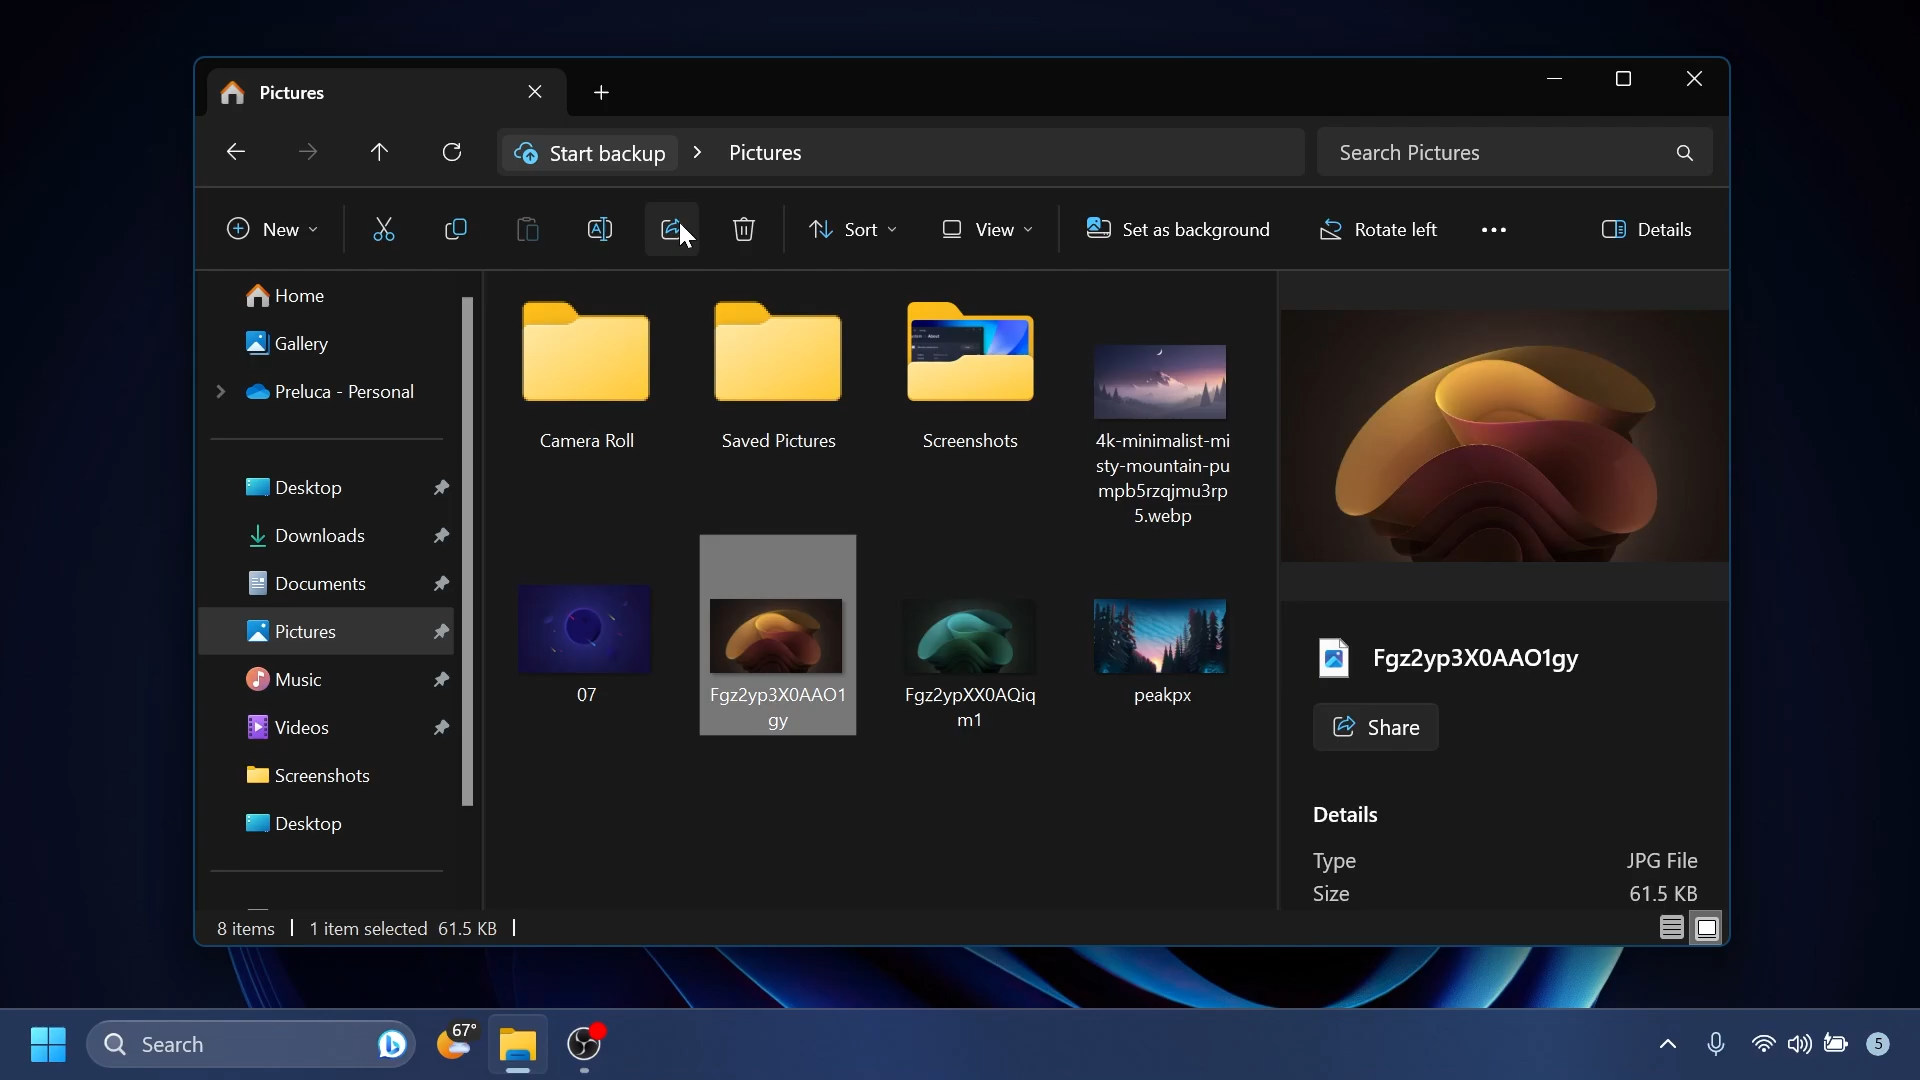 Pictures
Start backup
Pictures
Search Pictures
New
Sort
View
Set as background
Rotate left
Details
Home
Gallery
Preluca - Personal
Desktop
Downloads
Documents
Pictures
Music
Videos
Screenshots
Desktop
Camera Roll
Saved Pictures
Screenshots
4k-minimalist-mi
sty-mountain-pu
mpb5rzqjmu3rp
5.webp
07
Fgz2yp3X0AAO1
gy
Fgz2ypXX0AQiq
m1
peakpx
Fgz2yp3X0AAO1gy
Share
Details
Type JPG File
Size 61.5 KB
8 items 1 item selected 61.5 KB
Search
67°
5